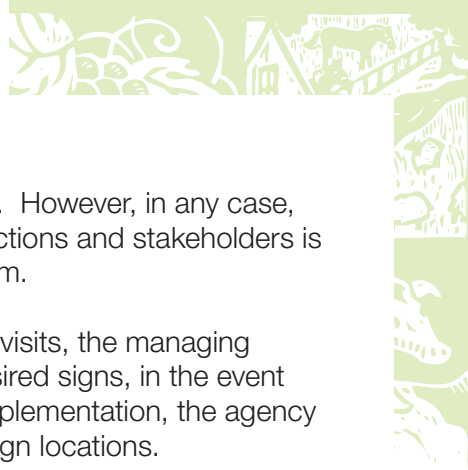 . However, in any case,
ctions and stakeholders is
m.
visits, the managing
sired signs, in the event
plementation, the agency
gn locations.